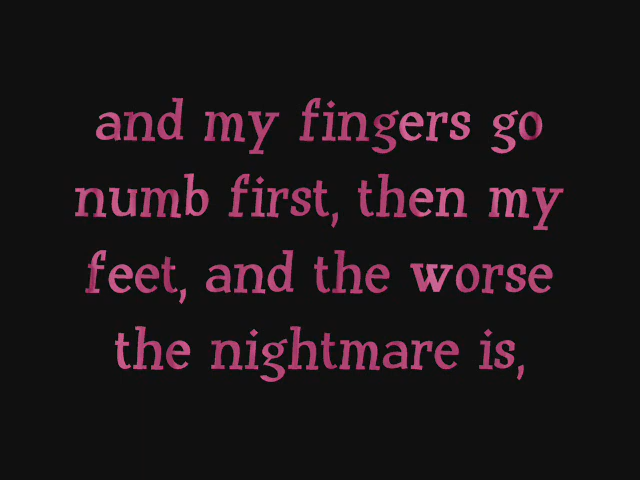 and my fingers go
numb first, then my
feet, and the worse
the nightmare is,